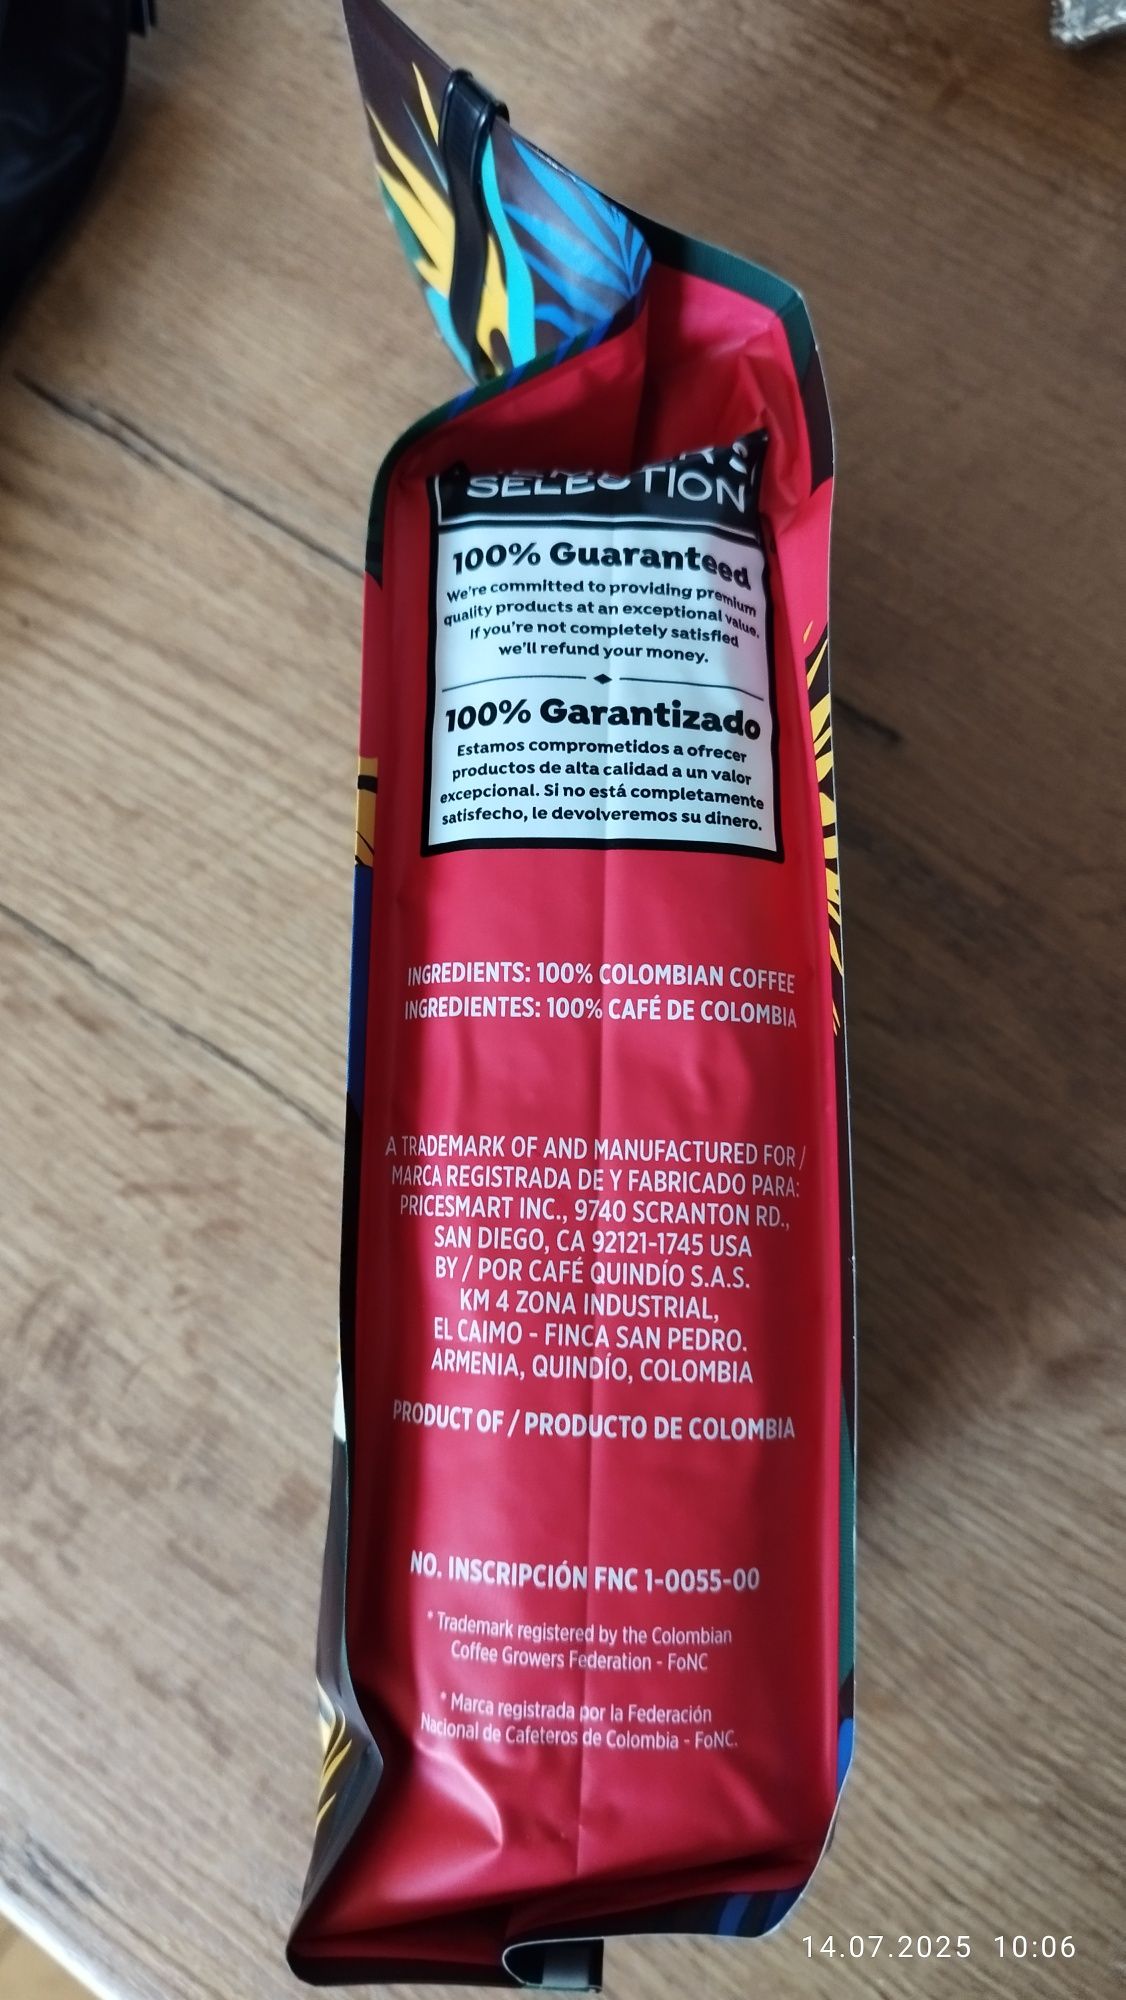 SELECTION
100% Guaranteed
We're committed to providing premium
quality products at an exceptional value.
If you're not completely satisfied
we'll refund your money.
100% Garantizado
Estamos comprometidos a ofrecer
productos de alta calidad a un valor
excepcional. Si no está completamente
satisfecho, le devolveremos su dinero.
INGREDIENTS: 100% COLOMBIAN COFFEE
INGREDIENTES: 100% CAFÉ DE COLOMBIA
A TRADEMARK OF AND MANUFACTURED FOR /
MARCA REGISTRADA DE Y FABRICADO PARA:
PRICESMART INC., 9740 SCRANTON RD.,
SAN DIEGO, CA 92121-1745 USA
BY / POR CAFÉ QUINDÍO S.A.S.
KM 4 ZONA INDUSTRIAL,
EL CAIMO - FINCA SAN PEDRO.
ARMENIA, QUINDÍO, COLOMBIA
PRODUCT OF / PRODUCTO DE COLOMBIA
NO. INSCRIPCIÓN FNC 1-0055-00
* Trademark registered by the Colombian
Coffee Growers Federation - FoNC
* Marca registrada por la Federación
Nacional de Cafeteros de Colombia - FoNC.
14.07.2025 10:06